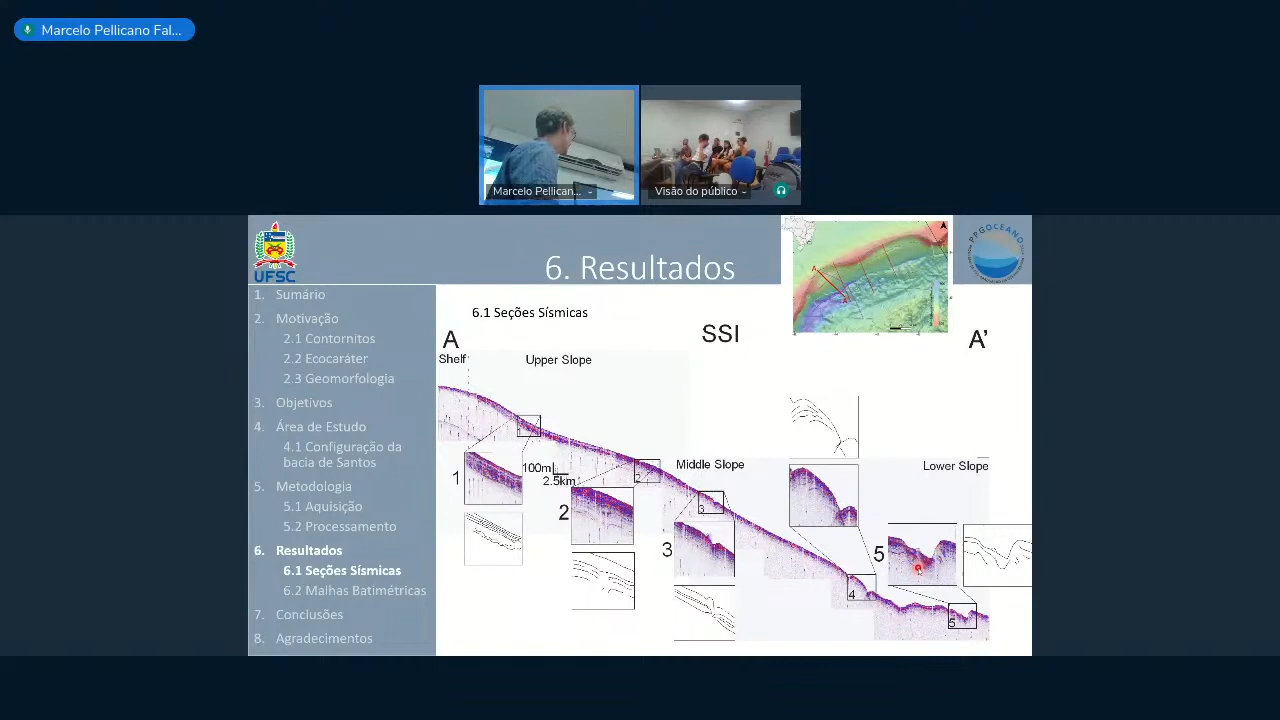 Marcelo Pellicano Fal...
Marcelo Pellican...
Visão do público
UFSC
6. Resultados
PPGOCEANO
A
A'
1. Sumário
2. Motivação
2.1 Contornitos
2.2 Ecocaráter
2.3 Geomorfologia
3. Objetivos
4. Área de Estudo
4.1 Configuração da
bacia de Santos
5. Metodologia
5.1 Aquisição
5.2 Processamento
6. Resultados
6.1 Seções Sísmicas
6.2 Malhas Batimétricas
7. Conclusões
8. Agradecimentos
6.1 Seções Sísmicas
A
SSI
A'
Shelf
Upper Slope
Middle Slope
Lower Slope
100m
2.5km
1
2
2
3
3
4
5
5